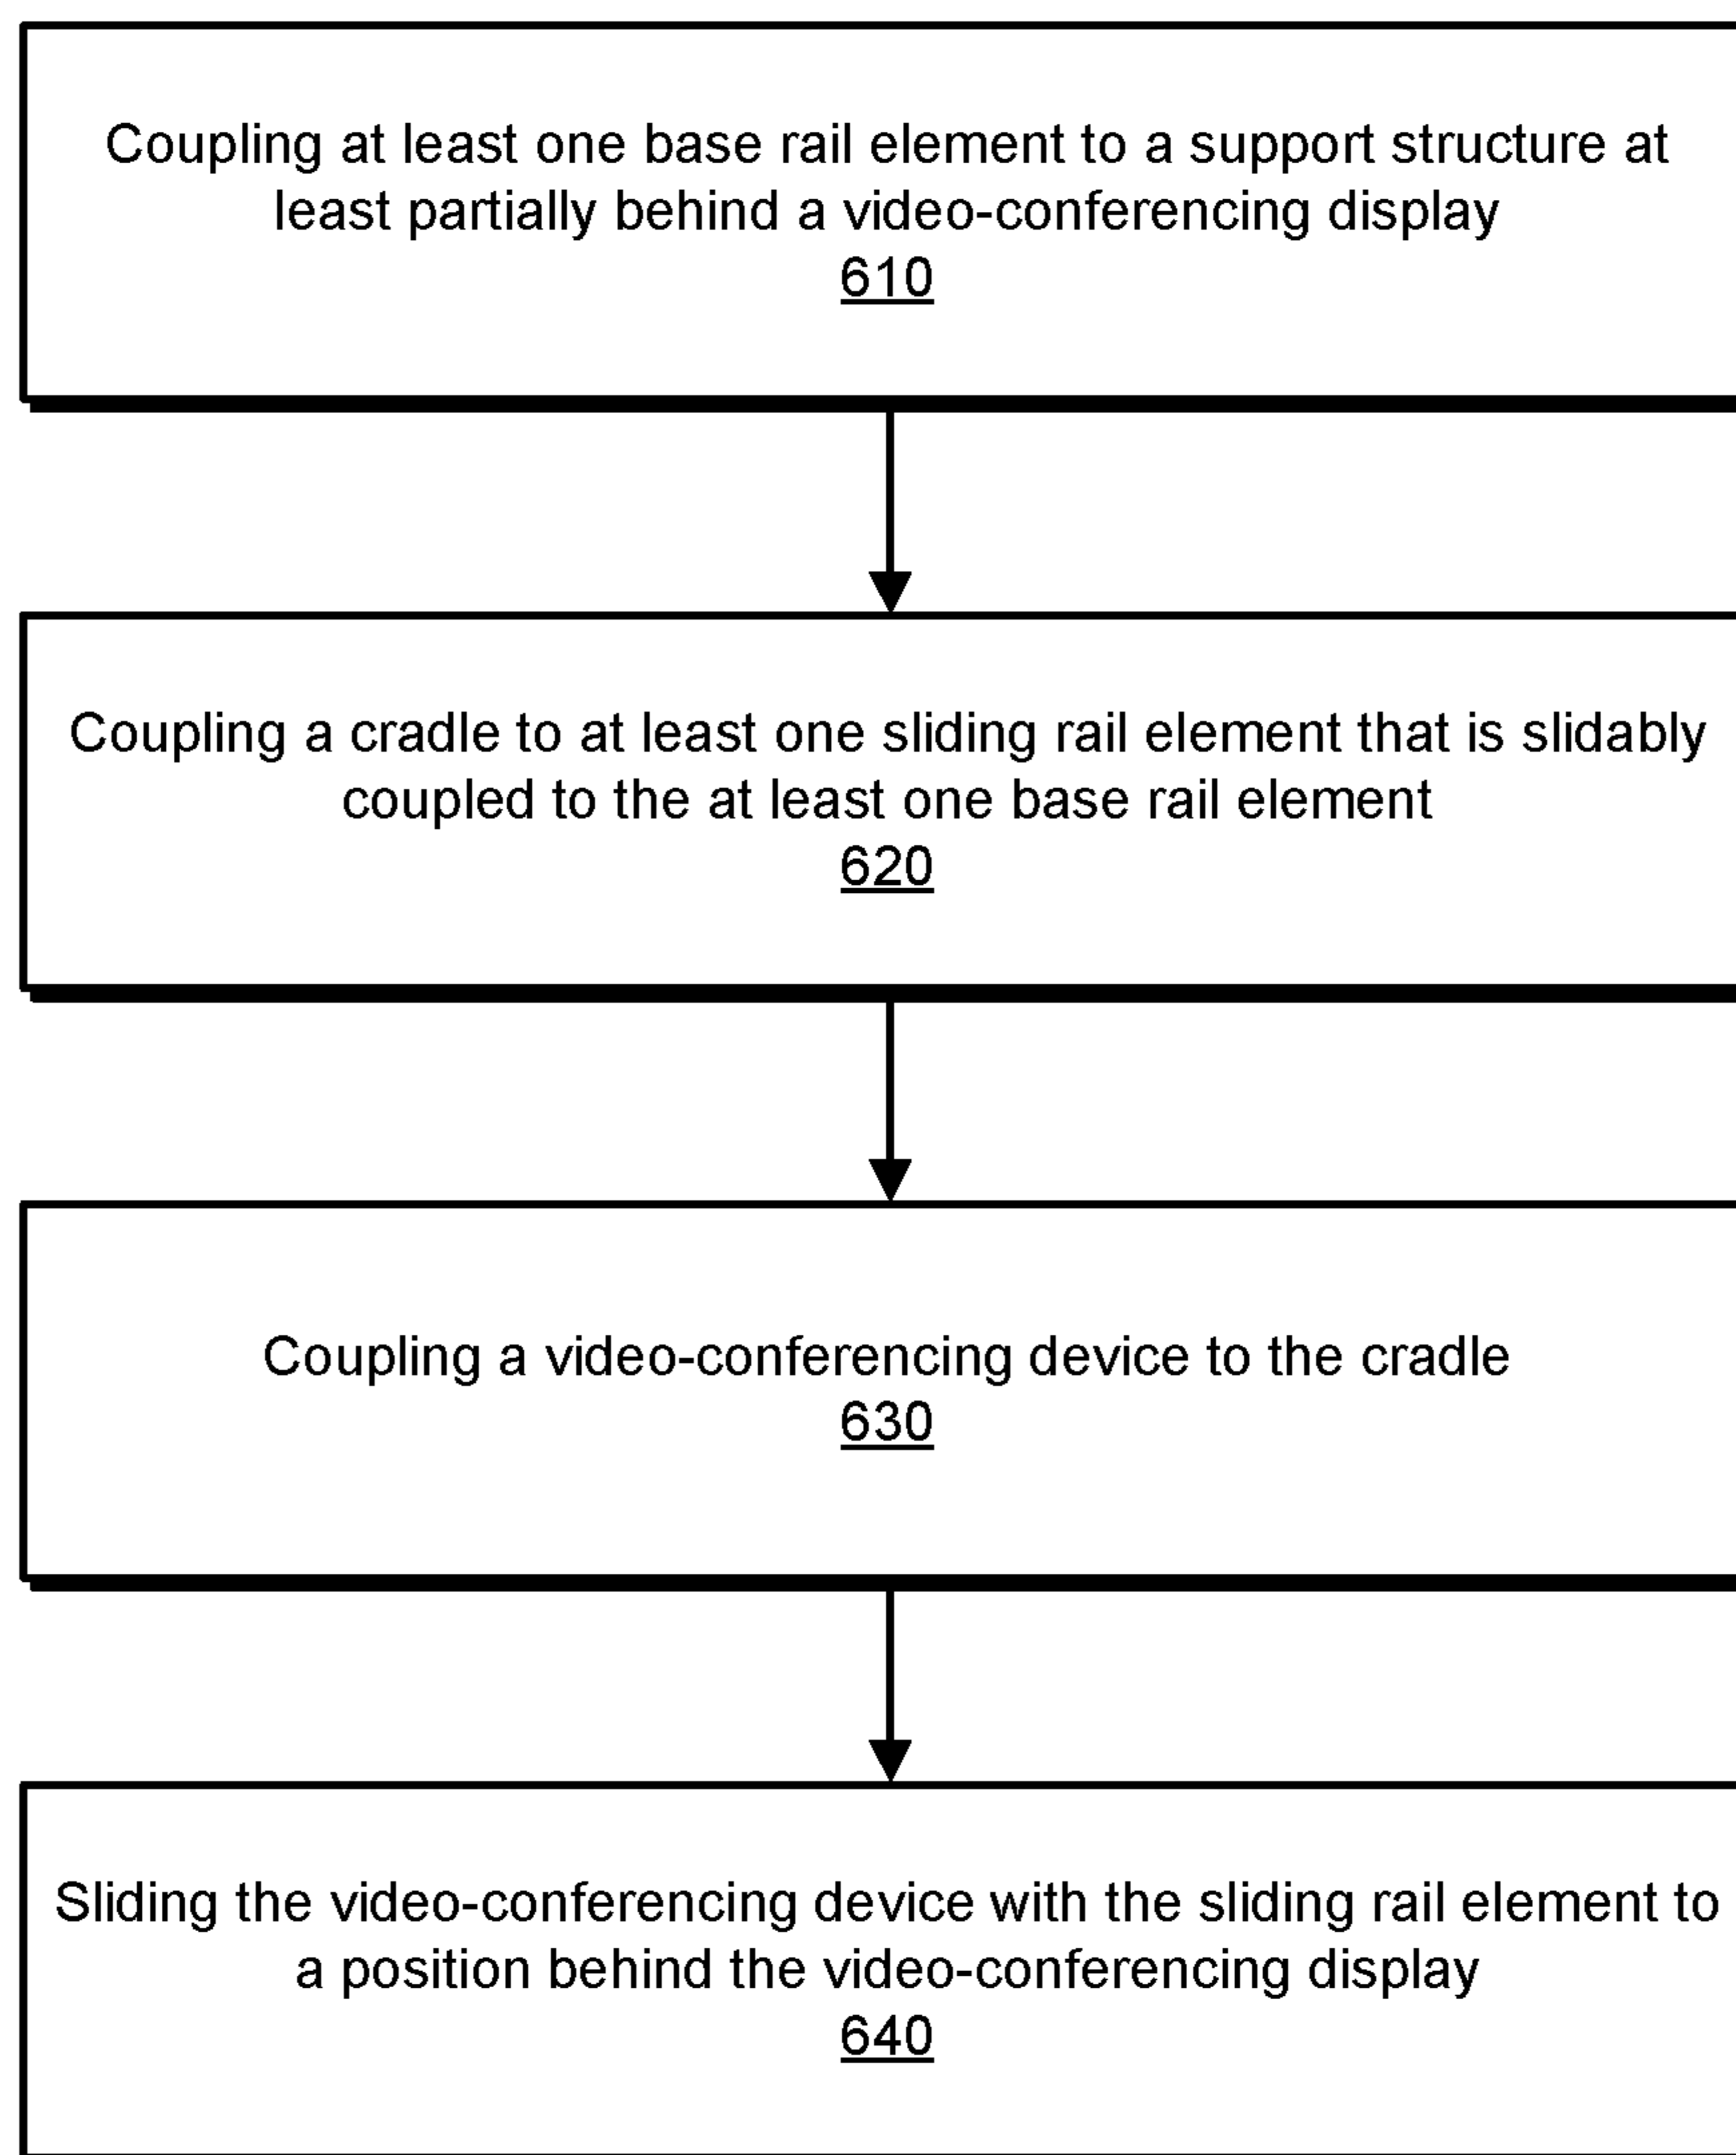 Coupling at least one base rail element to a support structure at
least partially behind a video-conferencing display
610
Coupling a cradle to at least one sliding rail element that is slidably
coupled to the at least one base rail element
620
Coupling a video-conferencing device to the cradle
630
Sliding the video-conferencing device with the sliding rail element to
a position behind the video-conferencing display
640